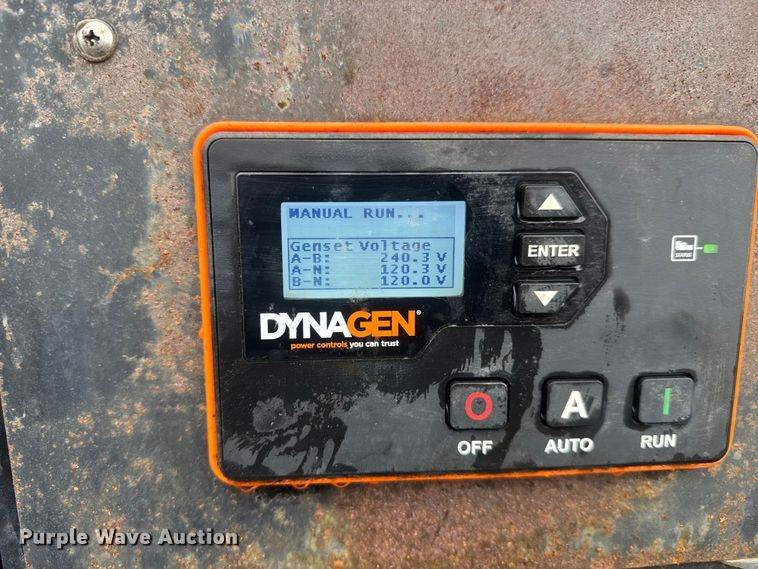 MANUAL RUN...
Genset Voltage
A-B: 240.3 V
A-N: 120.3 V
B-N: 120.0 V
ENTER
DYNAGEN®
power controls you can trust
OFF
A
AUTO
RUN
Purple Wave Auction